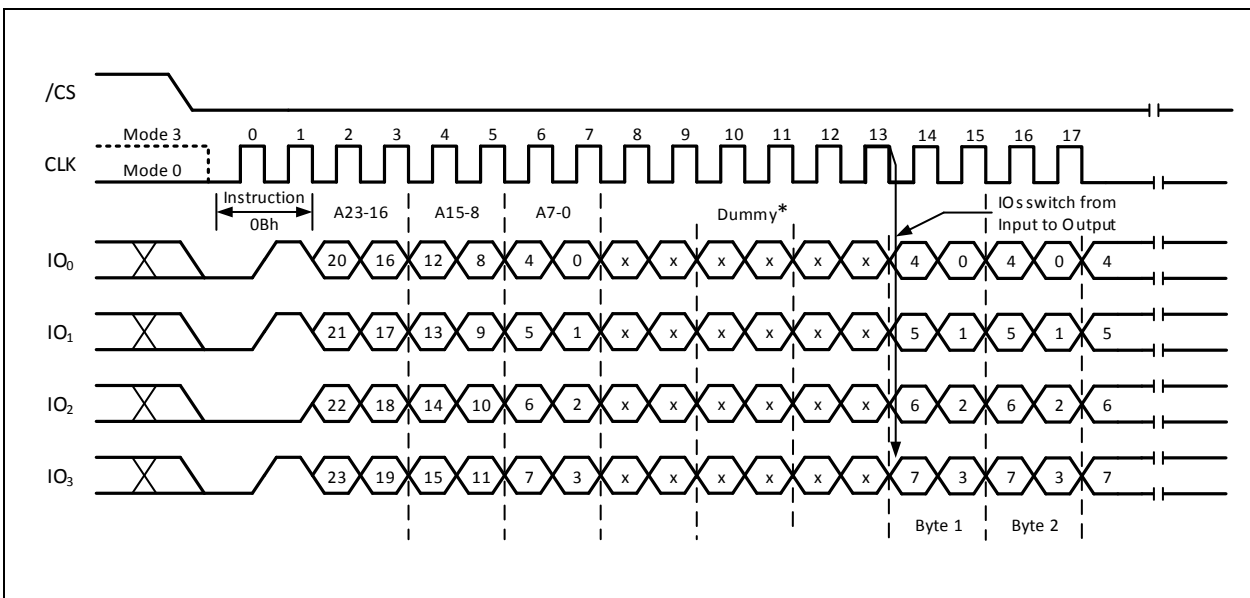 /CS
Mode 3 0 1 2 3 4 5 6 7 8 9 10 11 12 13 14 15 16 17
CLK
Mode 0
Instruction
0Bh
A23-16 A15-8 A7-0 Dummy*
IOs switch from
Input to Output
IO0 20 16 12 8 4 0 x x x x x x 4 0 4 0 4
IO1 21 17 13 9 5 1 x x x x x x 5 1 5 1 5
IO2 22 18 14 10 6 2 x x x x x x 6 2 6 2 6
IO3 23 19 15 11 7 3 x x x x x x 7 3 7 3 7
Byte 1 Byte 2